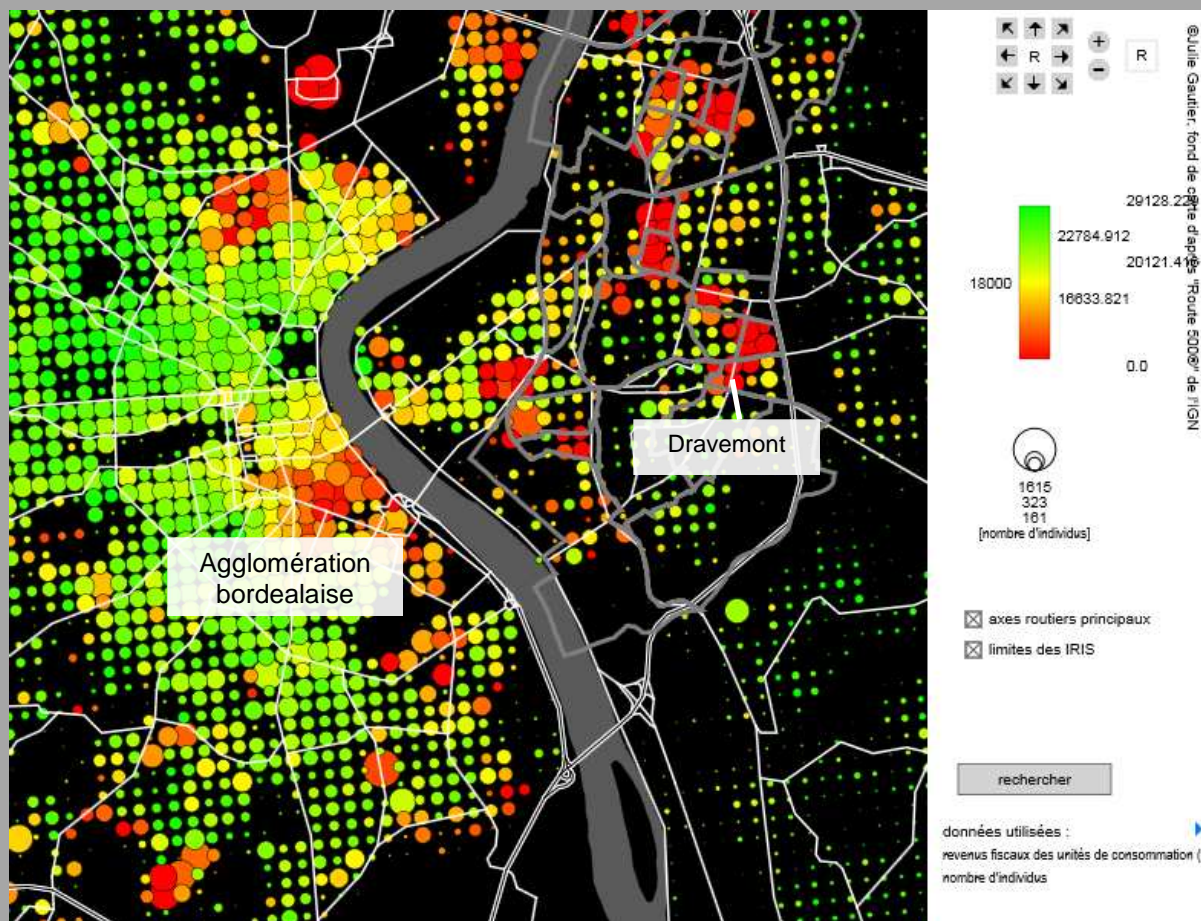 Dravemont
Agglomération
bordealaise
R
+
−
R
29128.229
22784.912
20121.41
18000
16633.821
0.0
1615
323
161
[nombre d'individus]
axes routiers principaux
limites des IRIS
rechercher
données utilisées :
revenus fiscaux des unités de consommation (
nombre d'individus
©Julie Gautier, fond de carte d'après "Route 500®" de l'IGN